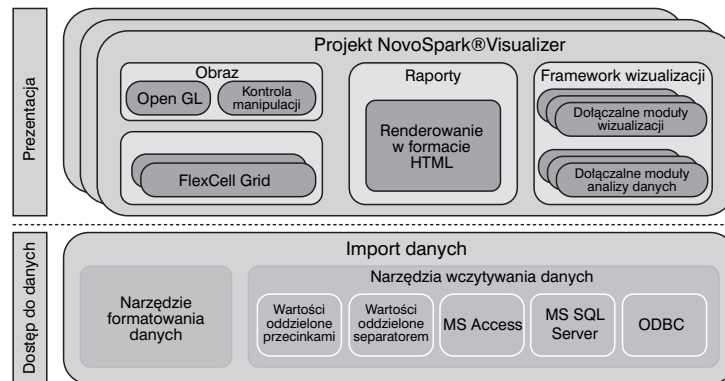 Prezentacja
Projekt NovoSpark®Visualizer
Obraz
Open GL
Kontrola
manipulacji
FlexCell Grid
Raporty
Renderowanie
w formacie
HTML
Framework wizualizacji
Dołączalne moduły
wizualizacji
Dołączalne moduły
analizy danych
Dostęp do danych
Import danych
Narzędzie
formatowania
danych
Narzędzia wczytywania danych
Wartości
oddzielone
przecinkami
Wartości
oddzielone
separatorem
MS Access
MS SQL
Server
ODBC